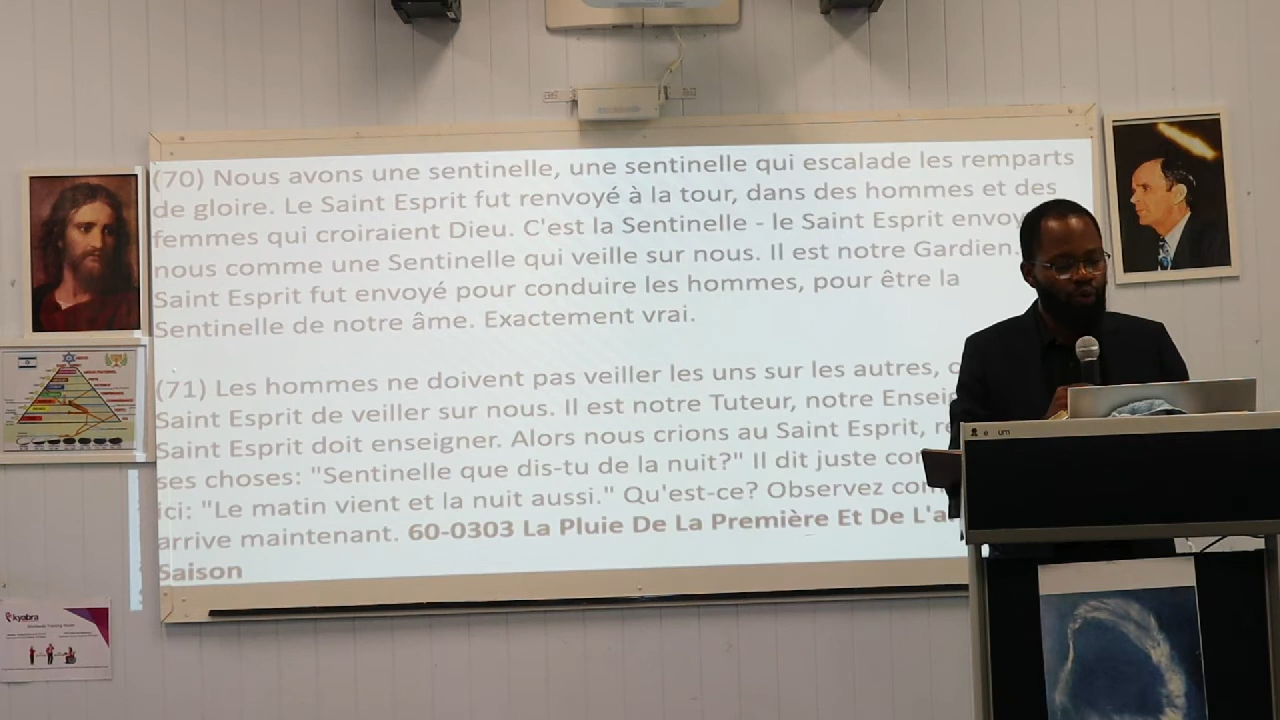 (70) Nous avons une sentinelle, une sentinelle qui escalade les remparts
de gloire. Le Saint Esprit fut renvoyé à la tour, dans des hommes et des
femmes qui croiraient Dieu. C'est la Sentinelle - le Saint Esprit
nous comme une Sentinelle qui veille sur nous. Il est notre Gardien.
Saint Esprit fut envoyé pour conduire les hommes, pour être la
Sentinelle de notre âme. Exactement vrai.
(71) Les hommes ne doivent pas veiller les uns sur les autres,
Saint Esprit de veiller sur nous. Il est notre Tuteur, notre
Saint Esprit doit enseigner. Alors nous crions au Saint Esprit,
ses choses: "Sentinelle que dis-tu de la nuit?" Il dit juste
ici: "Le matin vient et la nuit aussi." Qu'est-ce? Observez
arrive maintenant. 60-0303 La Pluie De La Première Et De
Saison
kyabra